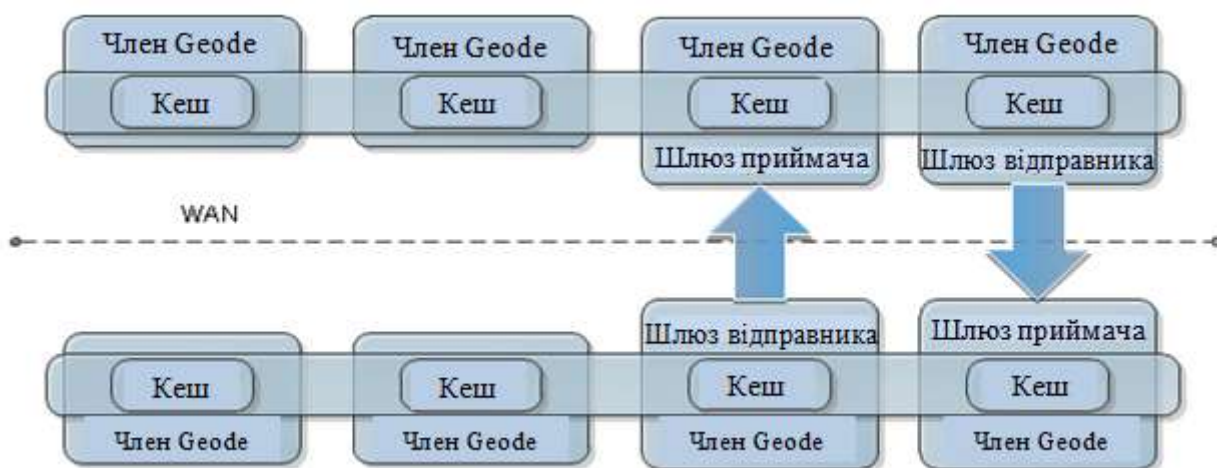 Член Geode
Член Geode
Член Geode
Член Geode
Кеш
Кеш
Кеш
Кеш
Шлюз приймача
Шлюз відправника
WAN
Шлюз відправника
Шлюз приймача
Кеш
Кеш
Кеш
Кеш
Член Geode
Член Geode
Член Geode
Член Geode